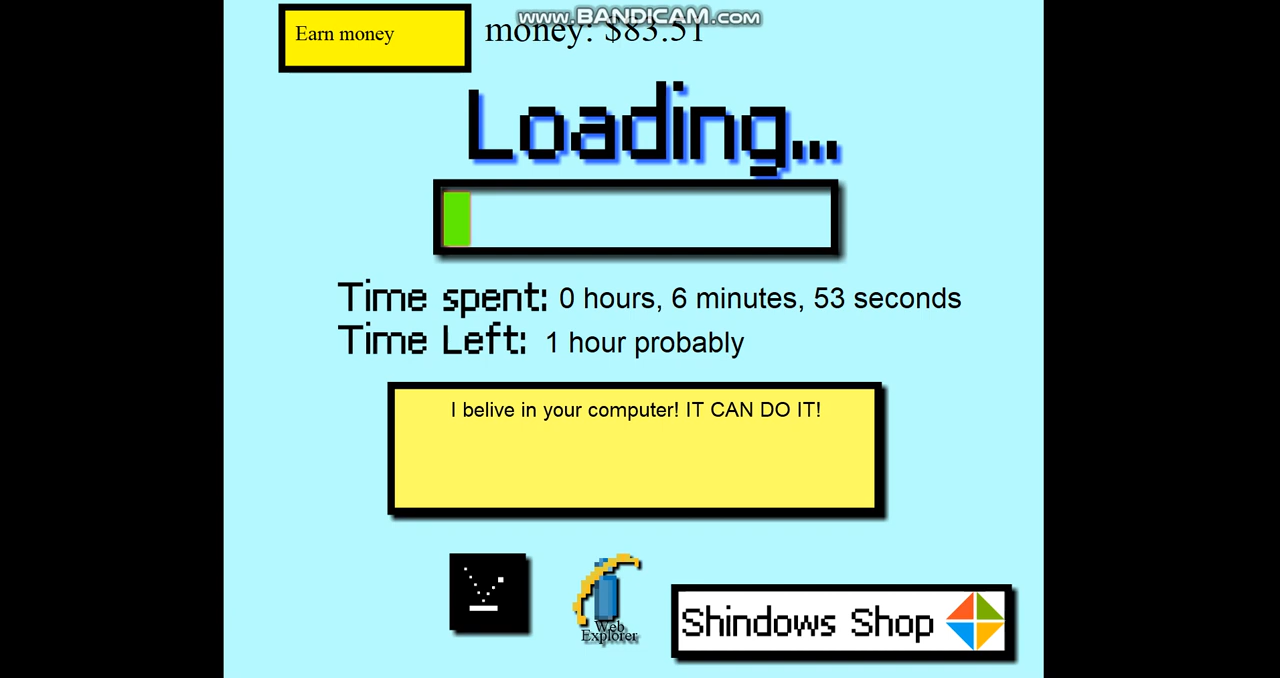 www.BANDICAM.com
Earn money
money: $83.51
Loading...
Time spent: 0 hours, 6 minutes, 53 seconds
Time Left: 1 hour probably
I belive in your computer! IT CAN DO IT!
Web
Explorer
Shindows Shop